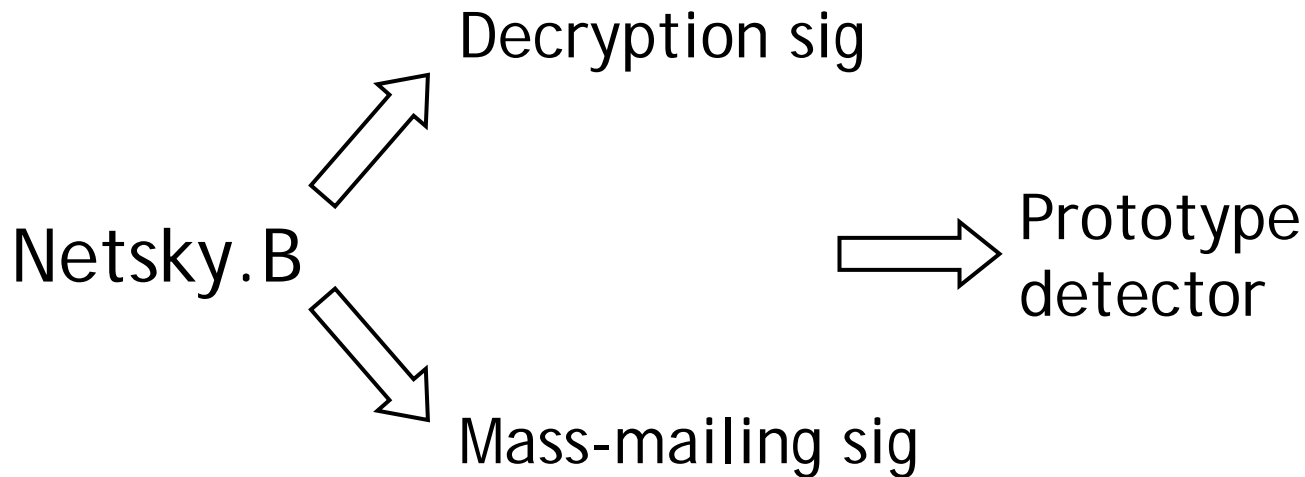 Decryption sig
Netsky.B
Prototype
detector
Mass-mailing sig